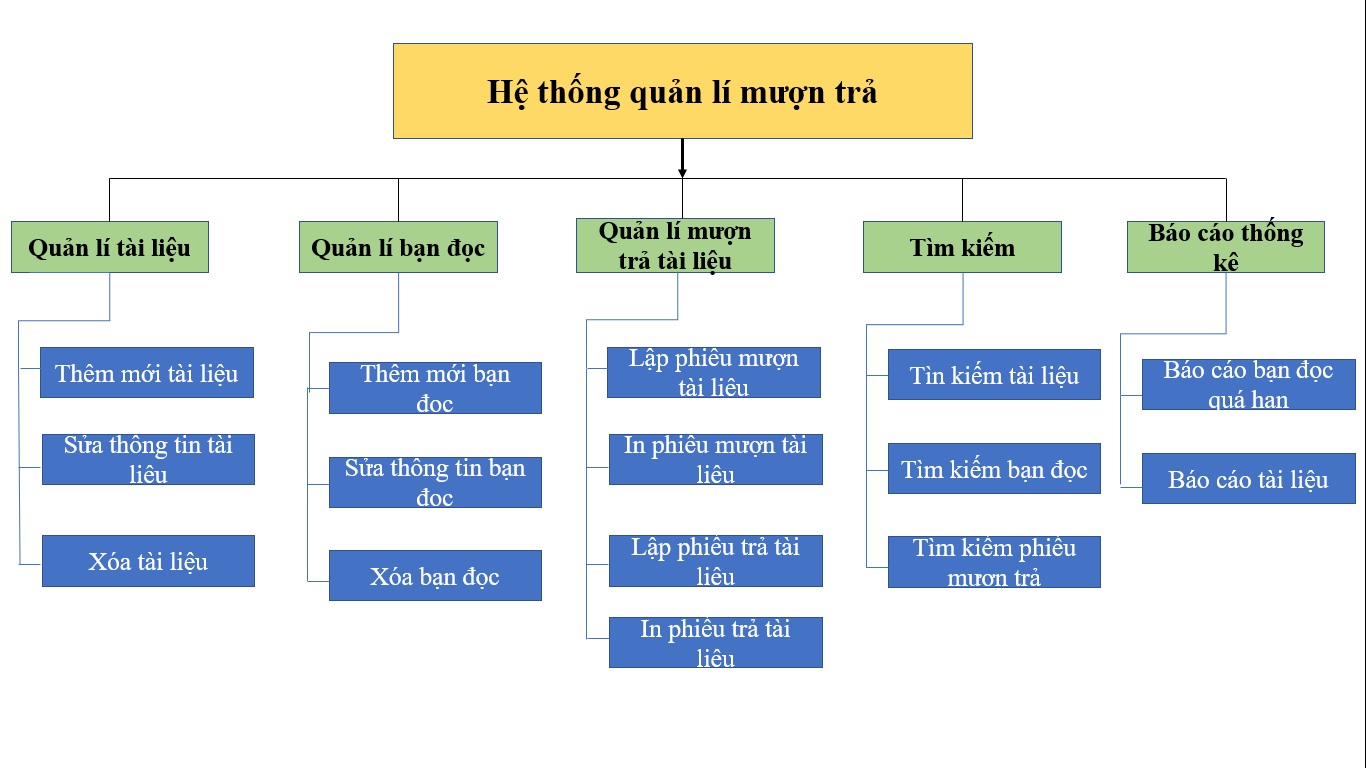 Hệ thống quản lí mượn trả
Quản lí tài liệu
Quản lí bạn đọc
Quản lí mượn
trả tài liệu
Tìm kiếm
Báo cáo thống
kê
Thêm mới tài liệu
Sửa thông tin tài
liệu
Xóa tài liệu
Thêm mới bạn
đọc
Sửa thông tin bạn
đọc
Xóa bạn đọc
Lập phiếu mượn
tài liệu
In phiếu mượn tài
liệu
Lập phiếu trả tài
liệu
In phiếu trả tài
liệu
Tìn kiếm tài liệu
Tìm kiếm bạn đọc
Tìm kiếm phiếu
mượn trả
Báo cáo bạn đọc
quá hạn
Báo cáo tài liệu